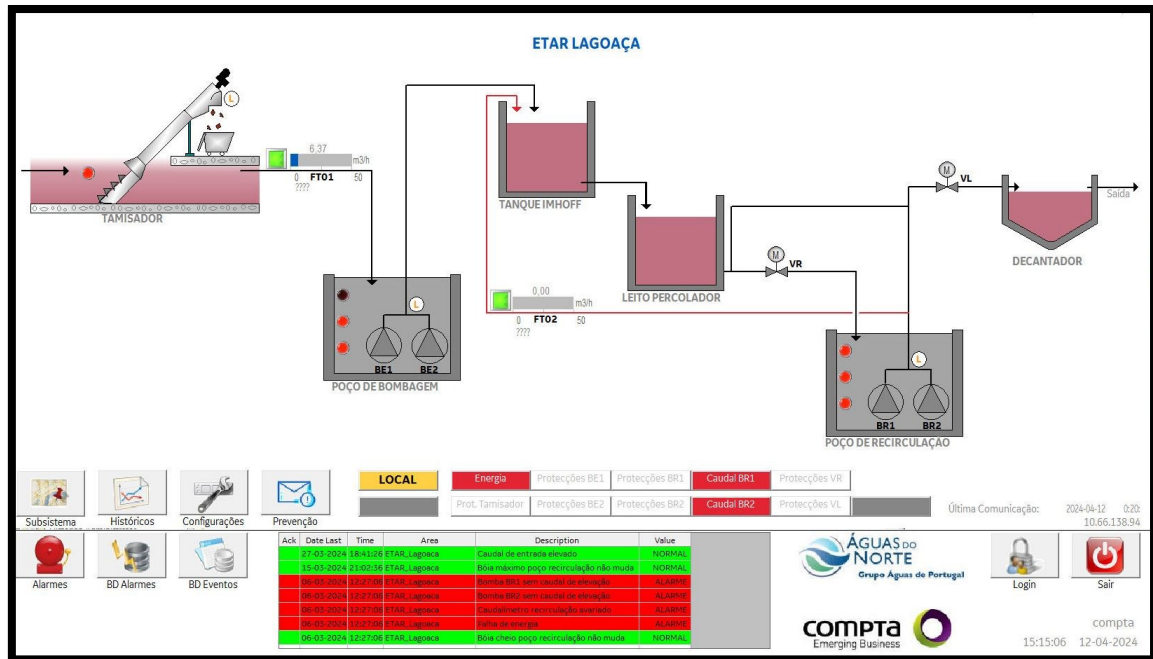 ETAR LAGOAÇA
L
6,37
m3/h
0 FT01 50
????
TAMISADOR
TANQUE IMHOFF
LEITO PERCOLADOR
M
VL
Saida
DECANTADOR
M
VR
0,00
m3/h
0 FT02 50
????
L
BE1 BE2
POÇO DE BOMBAGEM
L
BR1 BR2
POÇO DE RECIRCULAÇÃO
LOCAL
Energia Protecções BE1 Protecções BR1 Caudal BR1 Protecções VR
Prot. Tamisador Protecções BE2 Protecções BR2 Caudal BR2 Protecções VL
Subsistema Históricos Configurações Prevenção
Última Comunicação: 2024-04-12 0:20:
10.66.138.94
Alarmes BD Alarmes BD Eventos
Ack Date Last Time Area Description Value
27-03-2024 18:41:26 ETAR_Lagoaca Caudal de entrada elevado NORMAL
15-03-2024 21:02:36 ETAR_Lagoaca Bóia máximo poço recirculação não muda NORMAL
06-03-2024 12:27:08 ETAR_Lagoaca Bomba BR1 sem caudal de elevação ALARME
06-03-2024 12:27:08 ETAR_Lagoaca Bomba BR2 sem caudal de elevação ALARME
06-03-2024 12:27:08 ETAR_Lagoaca Caudalímetro recirculação avariado ALARME
06-03-2024 12:27:08 ETAR_Lagoaca Falha de energia ALARME
06-03-2024 12:27:06 ETAR_Lagoaca Bóia cheio poço recirculação não muda NORMAL
ÁGUAS DO
NORTE
Grupo Águas de Portugal
Login Sair
compta
Emerging Business
compta
15:15:06 12-04-2024